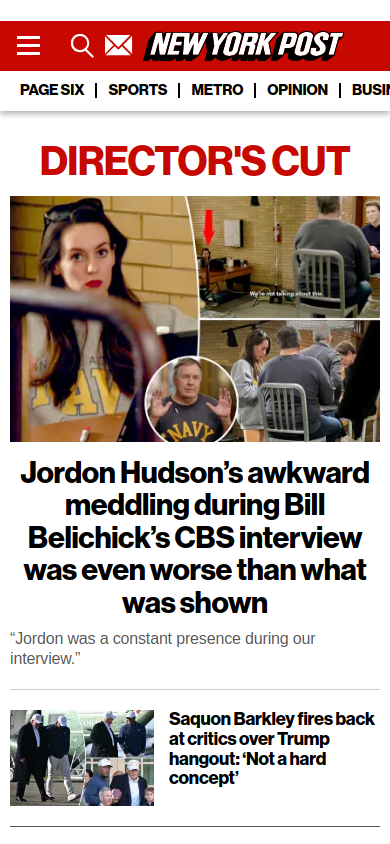 NEW YORK POST
PAGE SIX | SPORTS | METRO | OPINION | BUSI
DIRECTOR'S CUT
We're not talking about this.
NAVY
Jordon Hudson’s awkward
meddling during Bill
Belichick’s CBS interview
was even worse than what
was shown
“Jordon was a constant presence during our
interview.”
Saquon Barkley fires back
at critics over Trump
hangout: ‘Not a hard
concept’